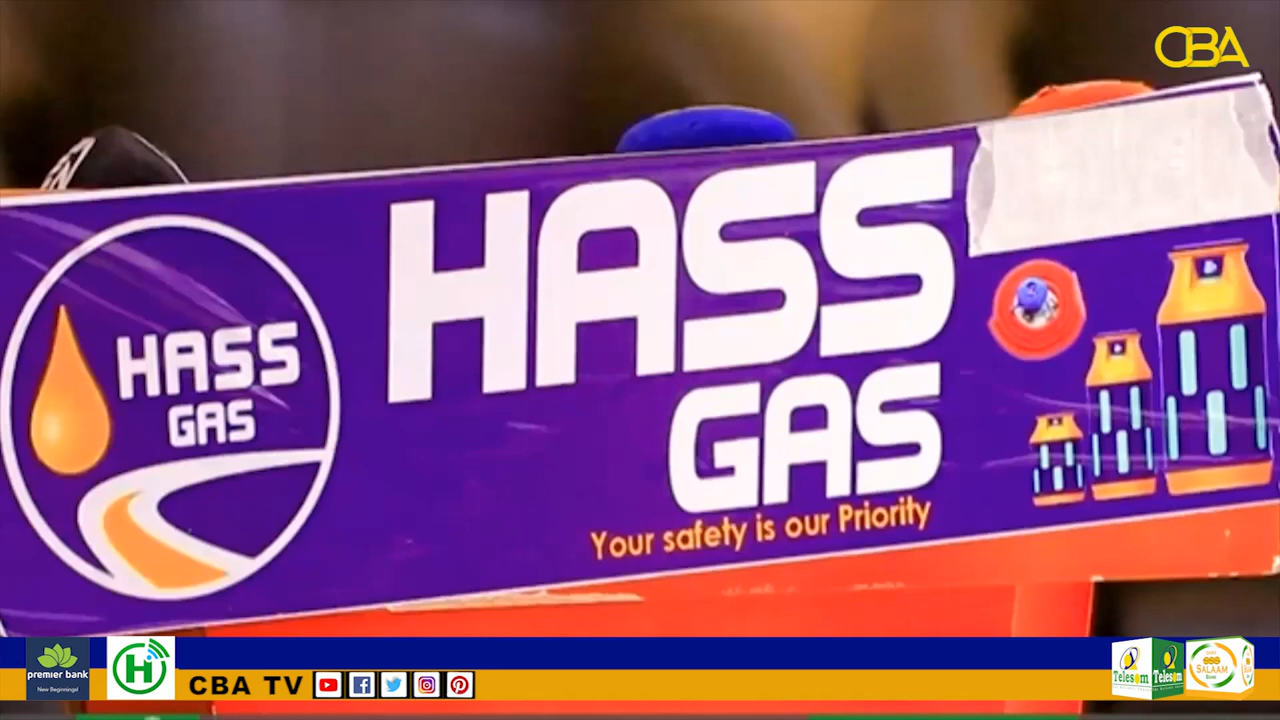 CBA
HASS
GAS
HASS
GAS
Your safety is our Priority
premier bank
New Beginnings!
H
CBA TV
Telesom
Telesom
SALAAM